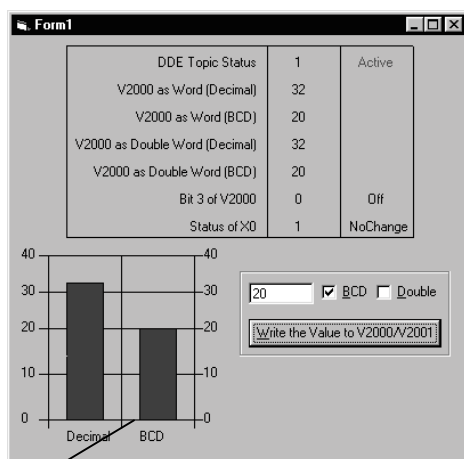 Form1
DDE Topic Status 1 Active
V2000 as Word (Decimal) 32
V2000 as Word (BCD) 20
V2000 as Double Word (Decimal) 32
V2000 as Double Word (BCD) 20
Bit 3 of V2000 0 Off
Status of X0 1 NoChange
40 40
30 30
20 20
10 10
0 0
Decimal BCD
20 BCD Double
Write the Value to V2000/V2001